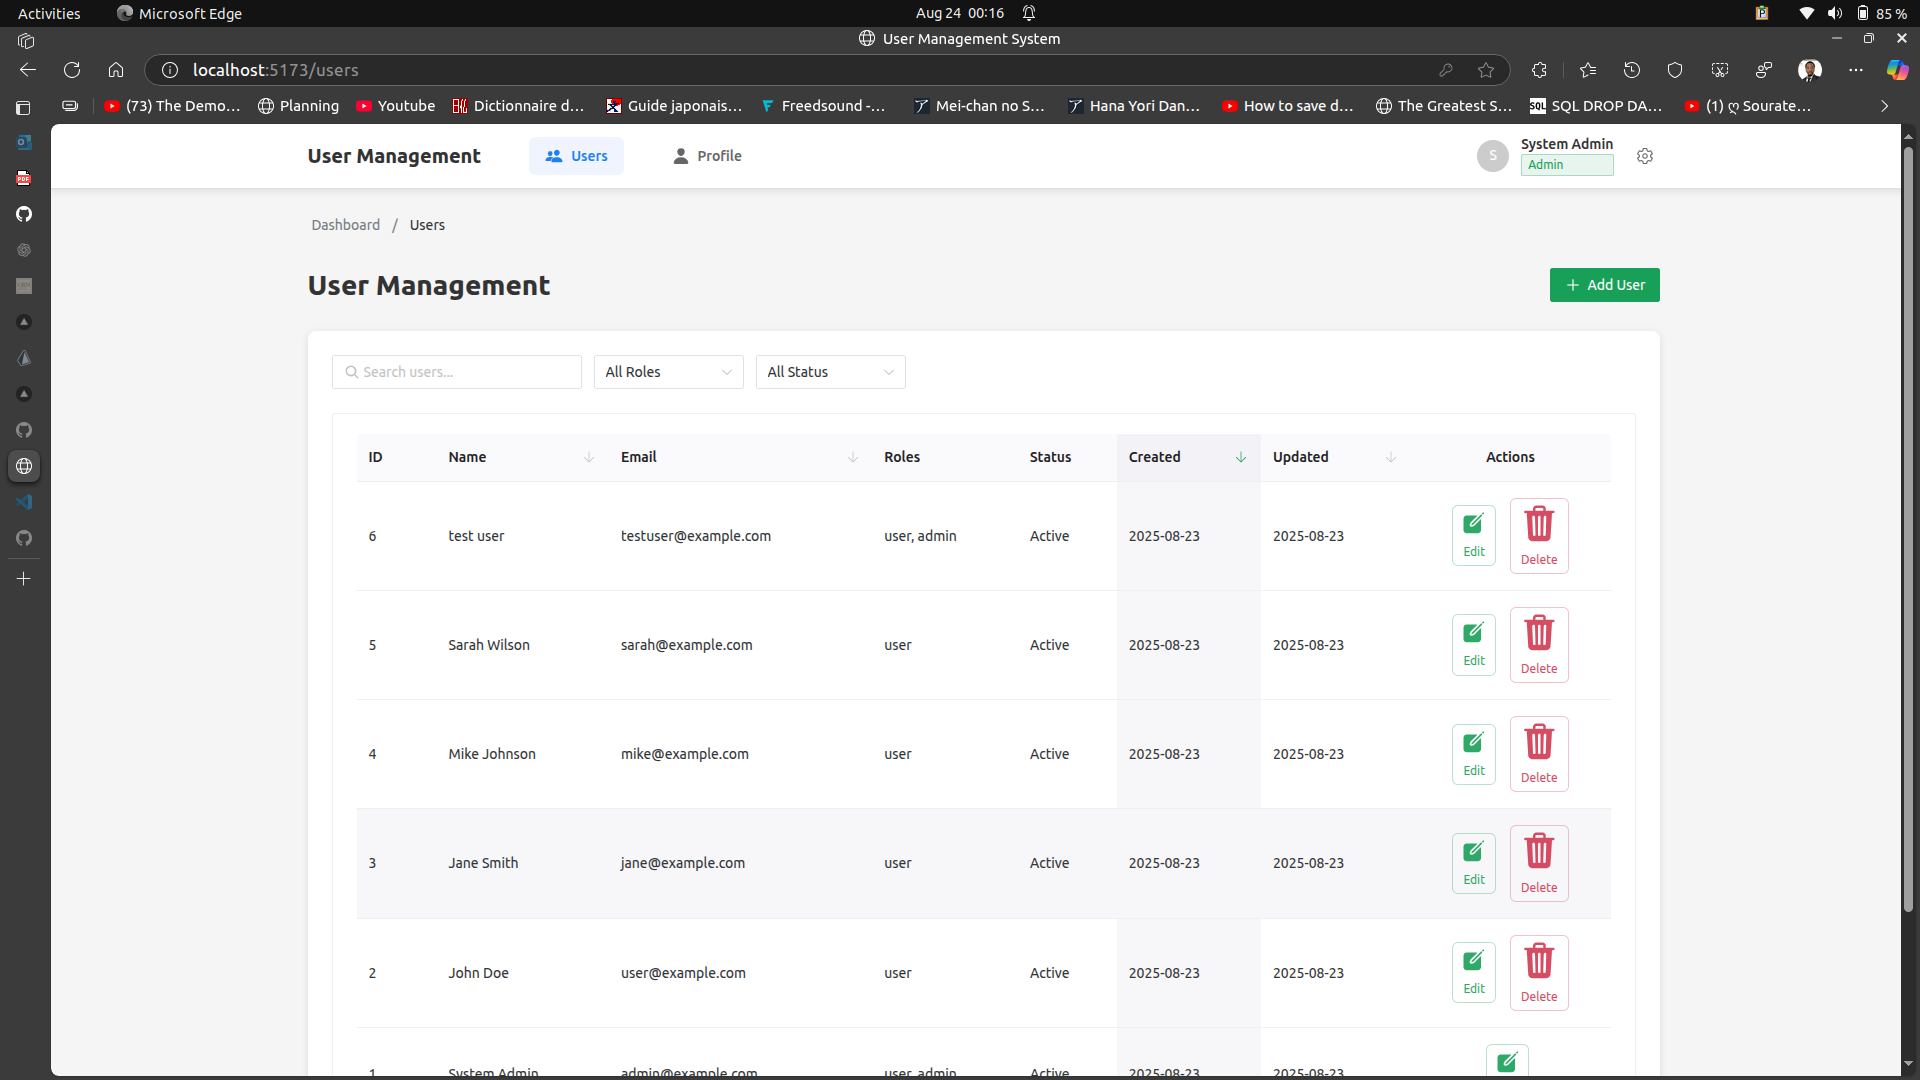 Activities Microsoft Edge Aug 24 00:16 85 %
User Management System
localhost:5173/users
(73) The Demo... Planning Youtube Dictionnaire d... Guide japonais... Freedsound -... Mei-chan no S... Hana Yori Dan... How to save d... The Greatest S... SQL DROP DA... (1) ღ Sourate...
User Management Users Profile S System Admin
Admin
Dashboard / Users
User Management + Add User
Search users... All Roles All Status
ID Name Email Roles Status Created Updated Actions
6 test user testuser@example.com user, admin Active 2025-08-23 2025-08-23 Edit Delete
5 Sarah Wilson sarah@example.com user Active 2025-08-23 2025-08-23 Edit Delete
4 Mike Johnson mike@example.com user Active 2025-08-23 2025-08-23 Edit Delete
3 Jane Smith jane@example.com user Active 2025-08-23 2025-08-23 Edit Delete
2 John Doe user@example.com user Active 2025-08-23 2025-08-23 Edit Delete
1 System Admin admin@example.com user, admin Active 2025-08-23 2025-08-23